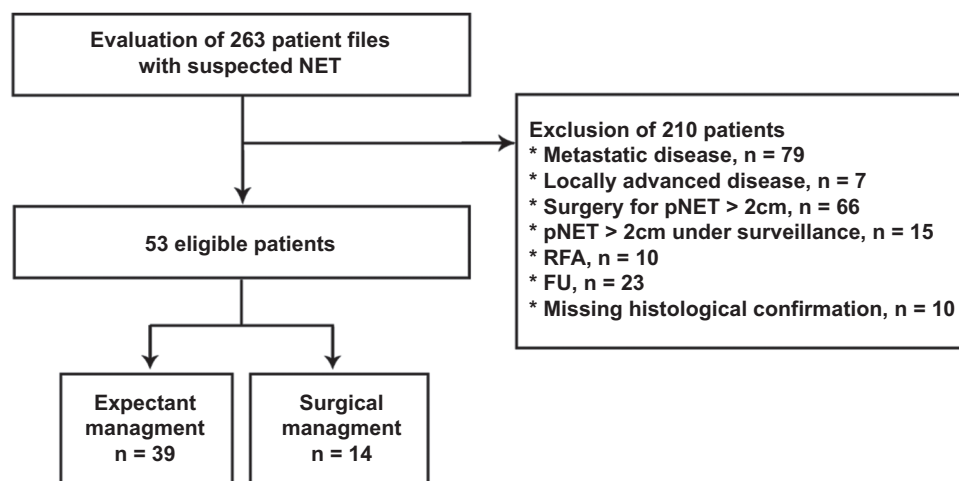 Evaluation of 263 patient files
with suspected NET
Exclusion of 210 patients
* Metastatic disease, n = 79
* Locally advanced disease, n = 7
* Surgery for pNET > 2cm, n = 66
* pNET > 2cm under surveillance, n = 15
* RFA, n = 10
* FU, n = 23
* Missing histological confirmation, n = 10
53 eligible patients
Expectant
managment
n = 39
Surgical
managment
n = 14